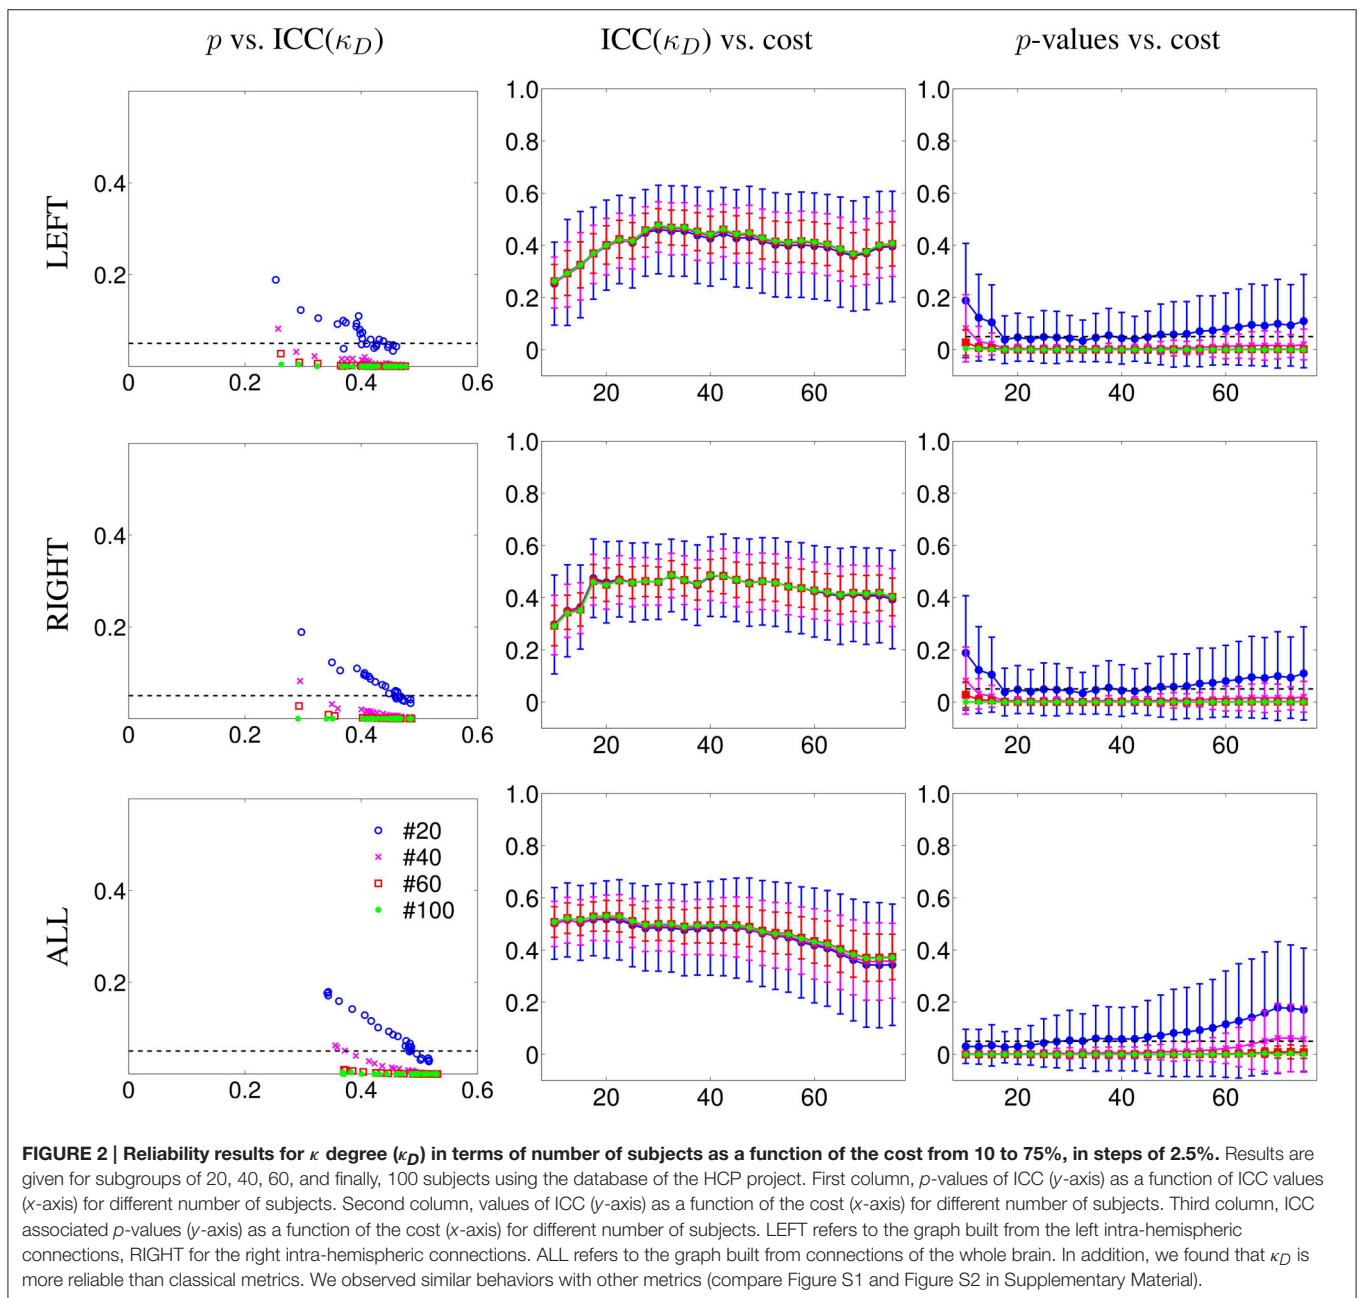 p vs. ICC(κD)
ICC(κD) vs. cost
p-values vs. cost
LEFT
0.4
0.2
0 0.2 0.4 0.6
1.0
0.8
0.6
0.4
0.2
0
20 40 60
1.0
0.8
0.6
0.4
0.2
0
20 40 60
RIGHT
0.4
0.2
0 0.2 0.4 0.6
1.0
0.8
0.6
0.4
0.2
0
20 40 60
1.0
0.8
0.6
0.4
0.2
0
20 40 60
ALL
0.4
0.2
0 0.2 0.4 0.6
#20
#40
#60
#100
1.0
0.8
0.6
0.4
0.2
0
20 40 60
1.0
0.8
0.6
0.4
0.2
0
20 40 60
FIGURE 2 | Reliability results for κ degree (κD) in terms of number of subjects as a function of the cost from 10 to 75%, in steps of 2.5%. Results are
given for subgroups of 20, 40, 60, and finally, 100 subjects using the database of the HCP project. First column, p-values of ICC (y-axis) as a function of ICC values
(x-axis) for different number of subjects. Second column, values of ICC (y-axis) as a function of the cost (x-axis) for different number of subjects. Third column, ICC
associated p-values (y-axis) as a function of the cost (x-axis) for different number of subjects. LEFT refers to the graph built from the left intra-hemispheric
connections, RIGHT for the right intra-hemispheric connections. ALL refers to the graph built from connections of the whole brain. In addition, we found that κD is
more reliable than classical metrics. We observed similar behaviors with other metrics (compare Figure S1 and Figure S2 in Supplementary Material).